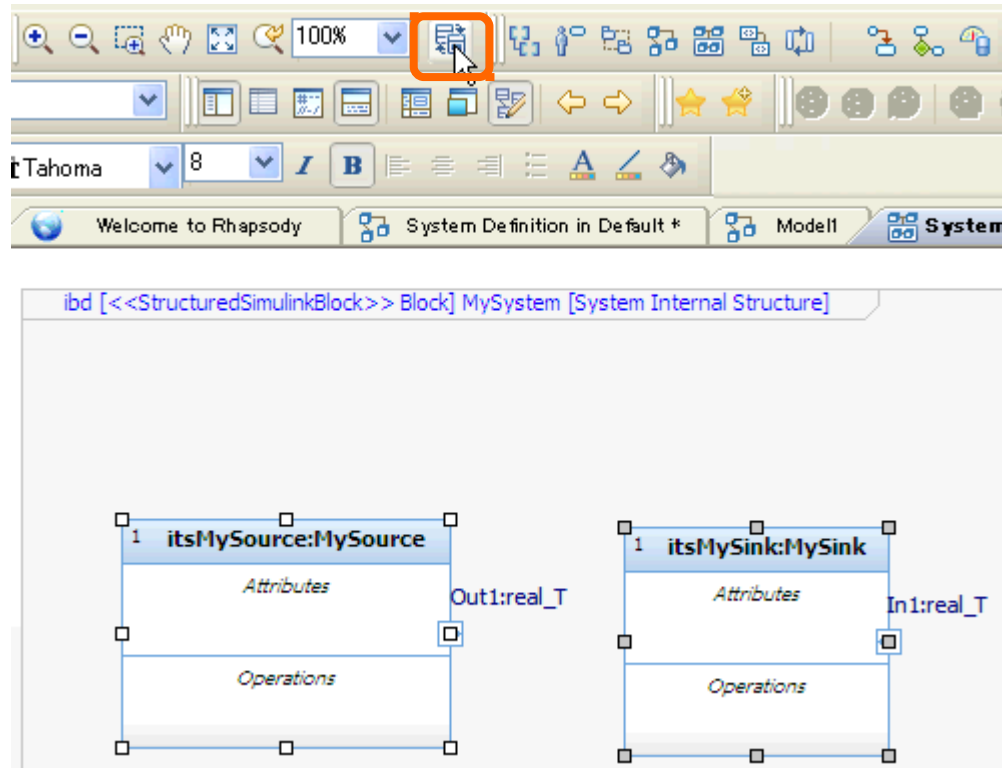 100%
Tahoma 8 I B A
Welcome to Rhapsody System Definition in Default * Model1 System
ibd [<<StructuredSimulinkBlock>> Block] MySystem [System Internal Structure]
1 itsMySource:MySource
Attributes
Out1:real_T
Operations
1 itsMySink:MySink
Attributes
In1:real_T
Operations